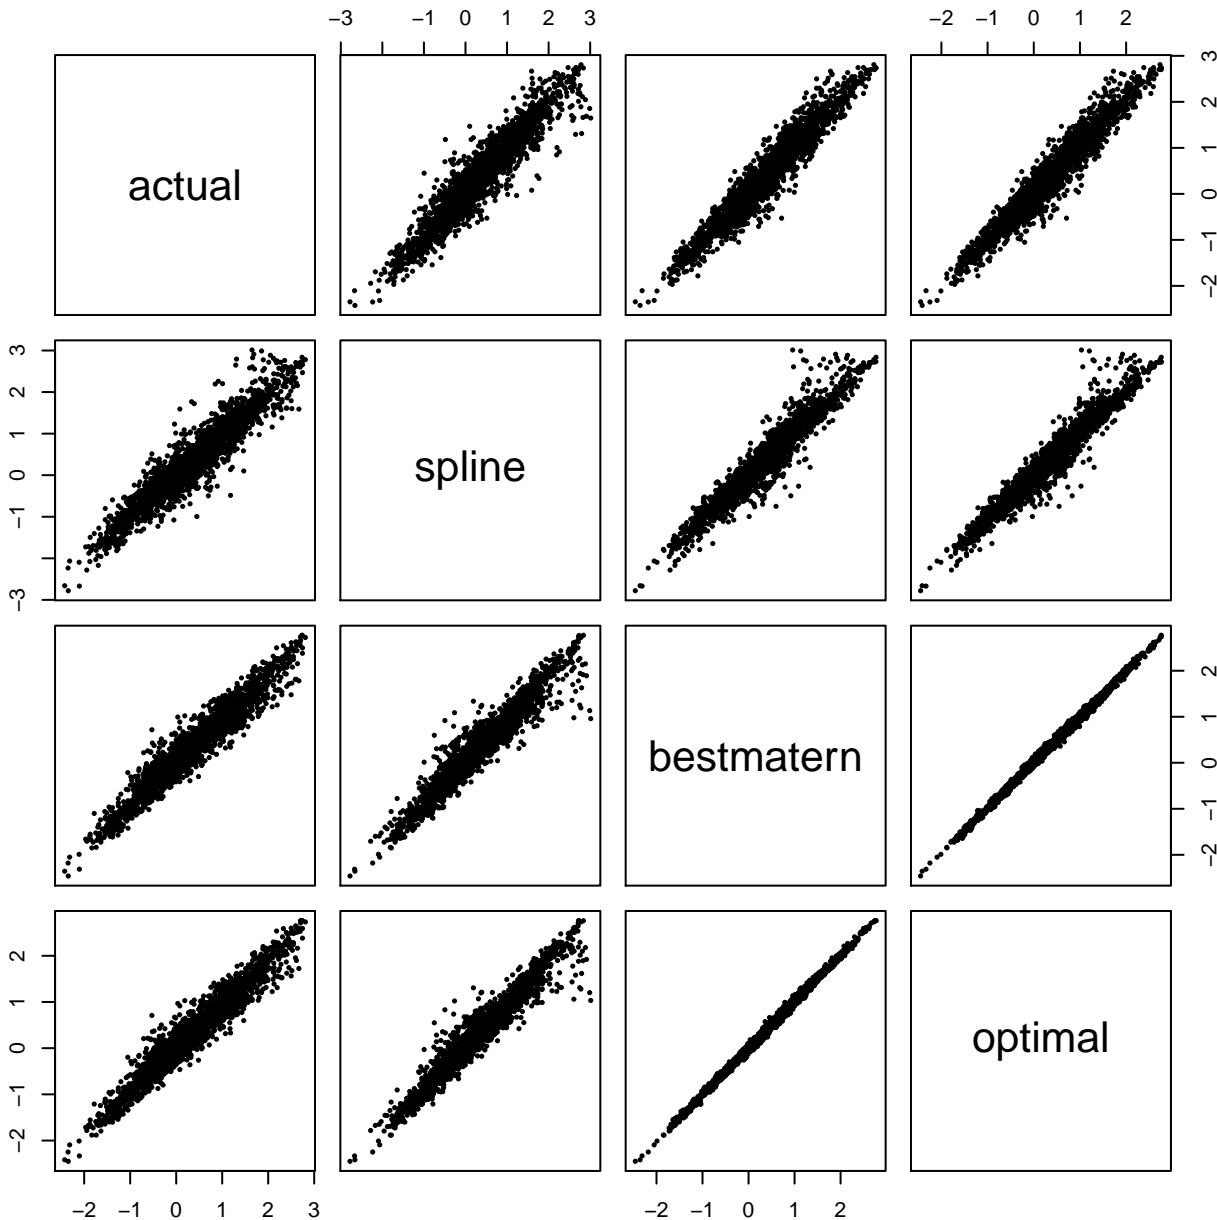 −3 −1 0 1 2 3 −2 −1 0 1 2
actual
−2 −1 0 1 2 3
−3 −1 0 1 2 3
spline
bestmatern
−2 −1 0 1 2
−2 −1 0 1 2
optimal
−2 −1 0 1 2 3 −2 −1 0 1 2